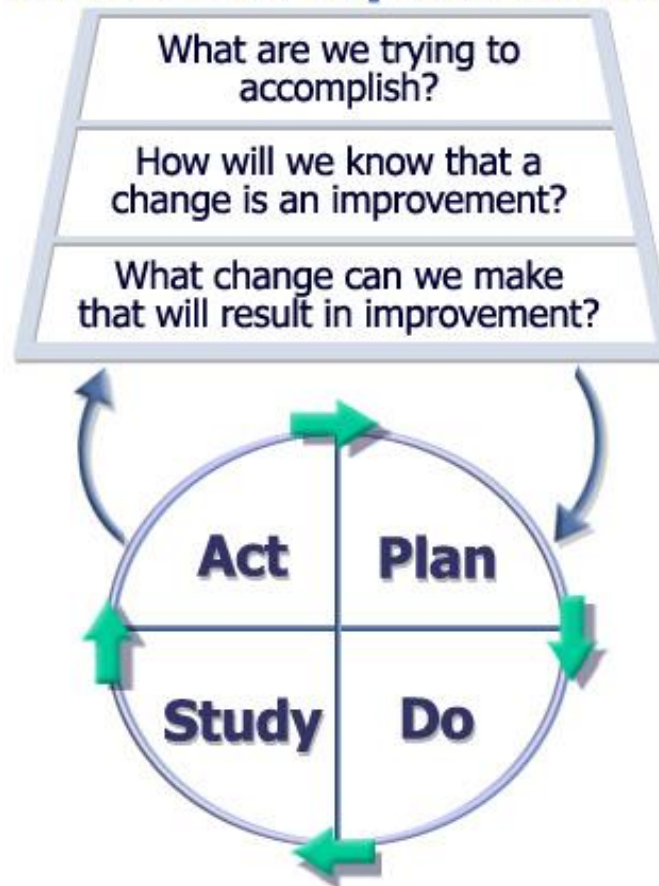 What are we trying to
accomplish?
How will we know that a
change is an improvement?
What change can we make
that will result in improvement?
Act
Plan
Study
Do